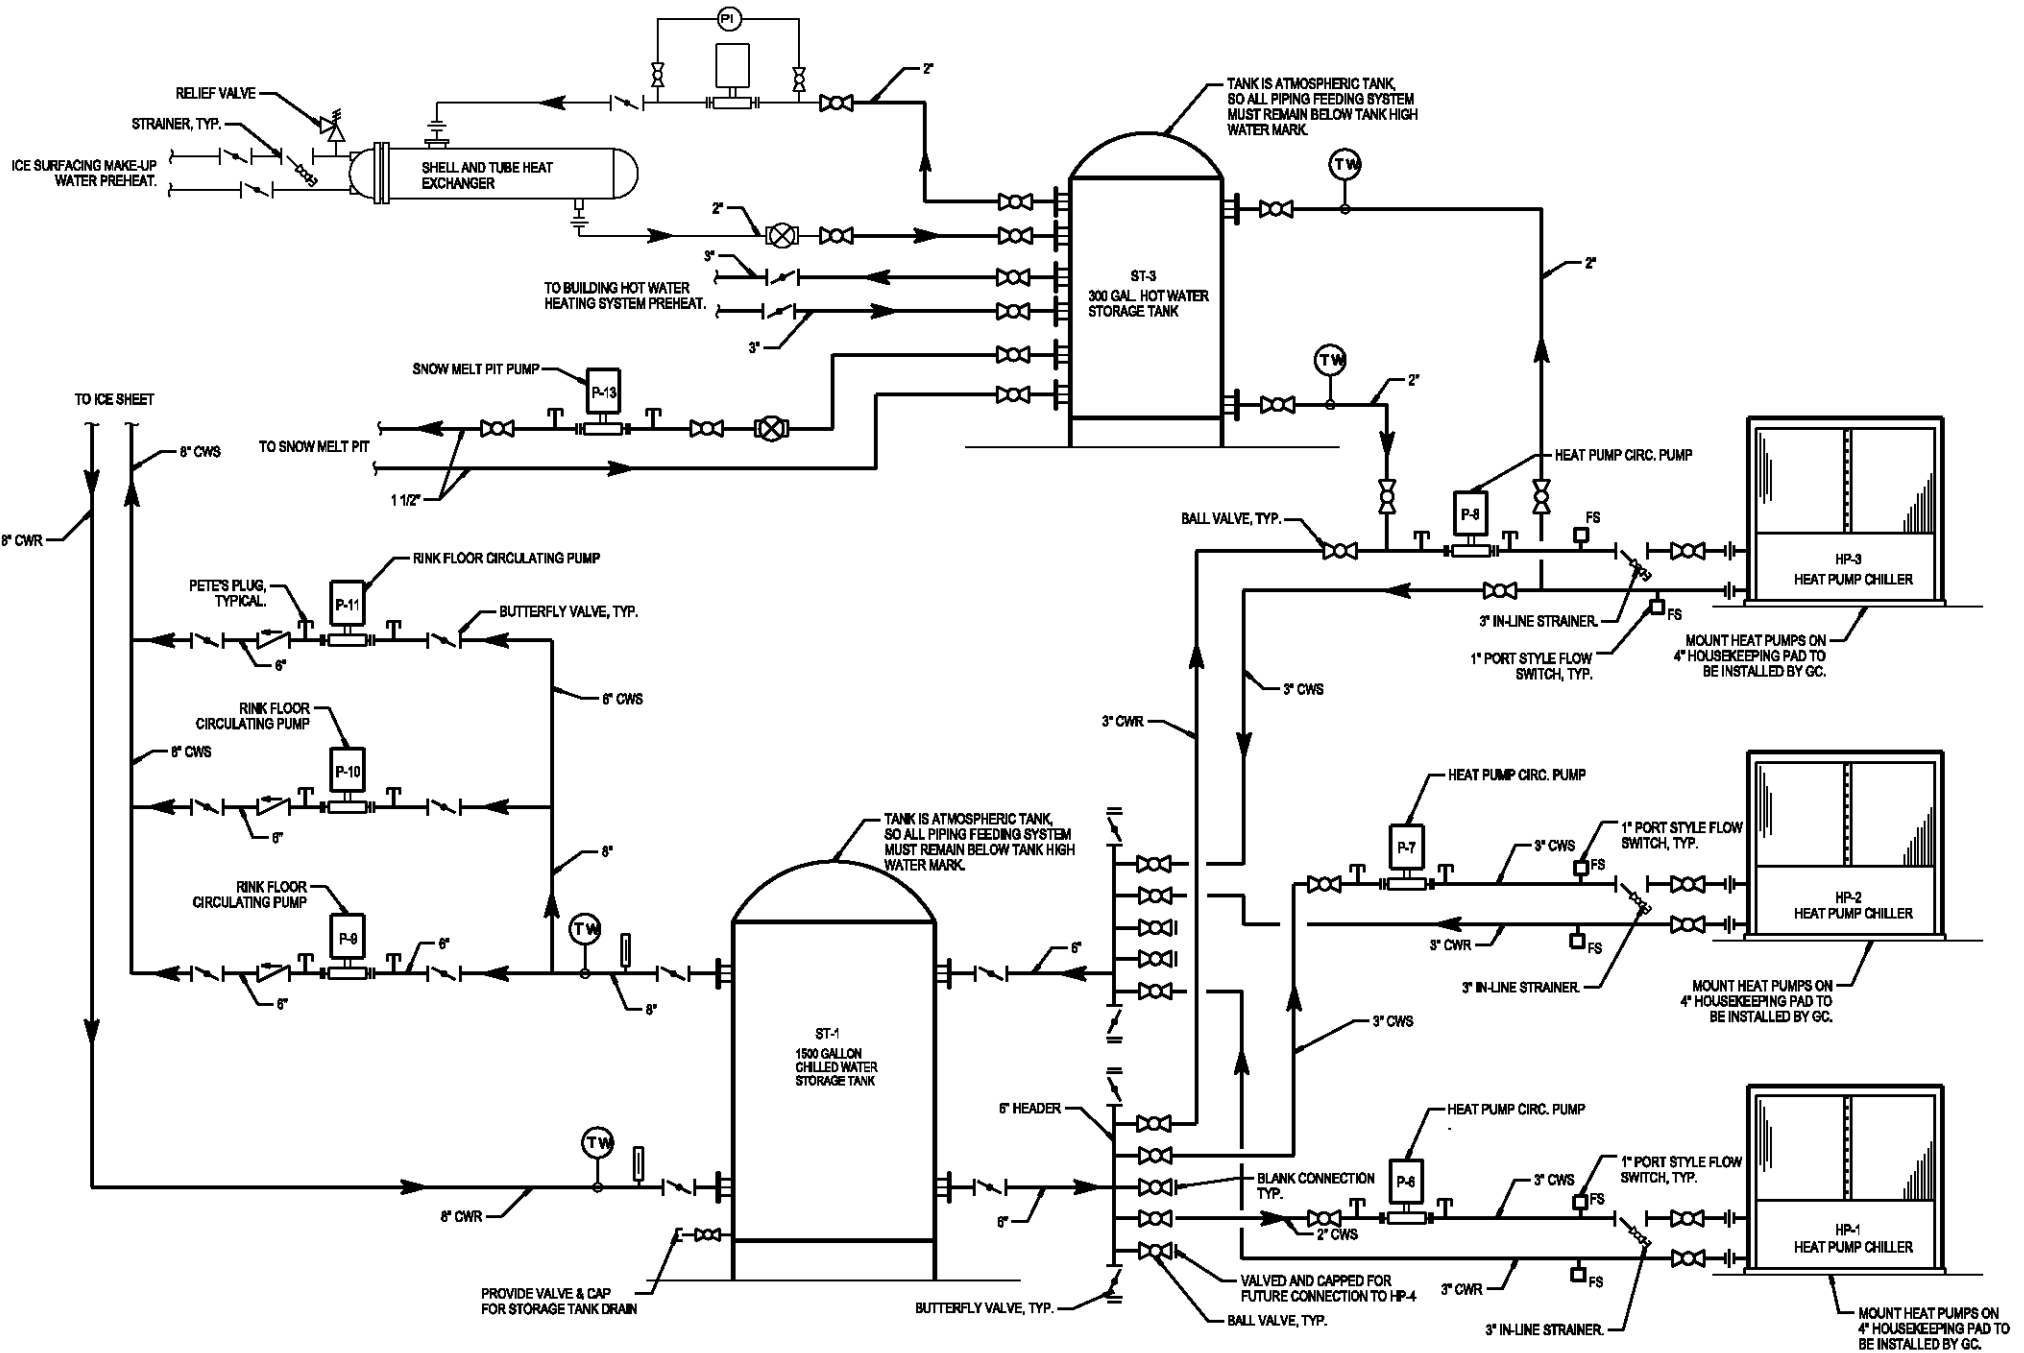 PI
2"
RELIEF VALVE
STRAINER, TYP.
ICE SURFACING MAKE-UP
WATER PREHEAT.
SHELL AND TUBE HEAT
EXCHANGER
TANK IS ATMOSPHERIC TANK,
SO ALL PIPING FEEDING SYSTEM
MUST REMAIN BELOW TANK HIGH
WATER MARK.
TW
2"
3"
TO BUILDING HOT WATER
HEATING SYSTEM PREHEAT.
3"
ST-3
300 GAL. HOT WATER
STORAGE TANK
2"
TW
2"
SNOW MELT PIT PUMP
P-13
TO SNOW MELT PIT
1 1/2"
TO ICE SHEET
8" CWS
8" CWR
HEAT PUMP CIRC. PUMP
P-8
BALL VALVE, TYP.
FS
HP-3
HEAT PUMP CHILLER
FS
3" IN-LINE STRAINER.
1" PORT STYLE FLOW
SWITCH, TYP.
MOUNT HEAT PUMPS ON
4" HOUSEKEEPING PAD TO
BE INSTALLED BY GC.
RINK FLOOR CIRCULATING PUMP
PETE'S PLUG,
TYPICAL.
P-11
BUTTERFLY VALVE, TYP.
6"
6" CWS
3" CWS
3" CWR
RINK FLOOR
CIRCULATING PUMP
8" CWS
P-10
6"
HEAT PUMP CIRC. PUMP
P-7
3" CWS
1" PORT STYLE FLOW
SWITCH, TYP.
FS
HP-2
HEAT PUMP CHILLER
3" CWR
FS
3" IN-LINE STRAINER.
MOUNT HEAT PUMPS ON
4" HOUSEKEEPING PAD TO
BE INSTALLED BY GC.
TANK IS ATMOSPHERIC TANK,
SO ALL PIPING FEEDING SYSTEM
MUST REMAIN BELOW TANK HIGH
WATER MARK.
8"
RINK FLOOR
CIRCULATING PUMP
P-9
6"
TW
6"
6"
8"
3" CWS
ST-1
1500 GALLON
CHILLED WATER
STORAGE TANK
6" HEADER
TW
8" CWR
6"
BLANK CONNECTION
TYP.
2" CWS
HEAT PUMP CIRC. PUMP
P-6
3" CWS
1" PORT STYLE FLOW
SWITCH, TYP.
FS
HP-1
HEAT PUMP CHILLER
3" CWR
FS
3" IN-LINE STRAINER.
VALVED AND CAPPED FOR
FUTURE CONNECTION TO HP-4
BALL VALVE, TYP.
BUTTERFLY VALVE, TYP.
PROVIDE VALVE & CAP
FOR STORAGE TANK DRAIN
MOUNT HEAT PUMPS ON
4" HOUSEKEEPING PAD TO
BE INSTALLED BY GC.